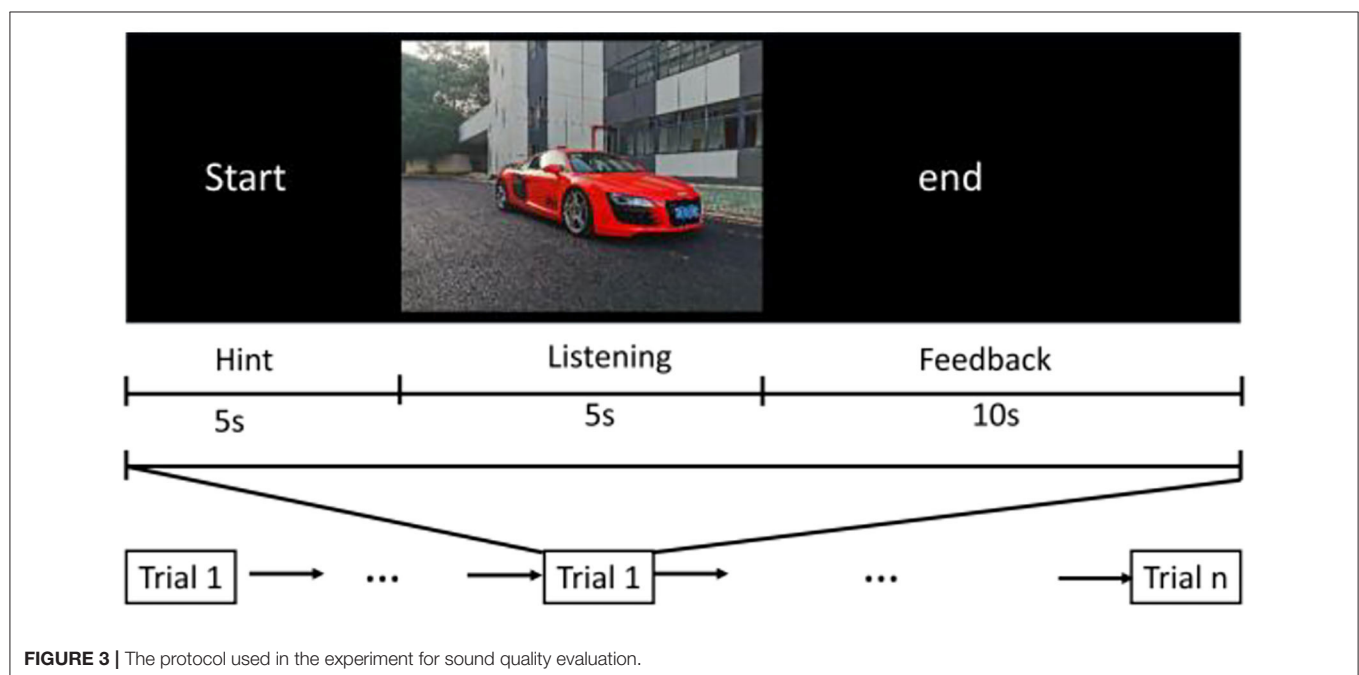 Start
end
Hint Listening Feedback
5s 5s 10s
Trial 1 ... Trial 1 ... Trial n
FIGURE 3 | The protocol used in the experiment for sound quality evaluation.